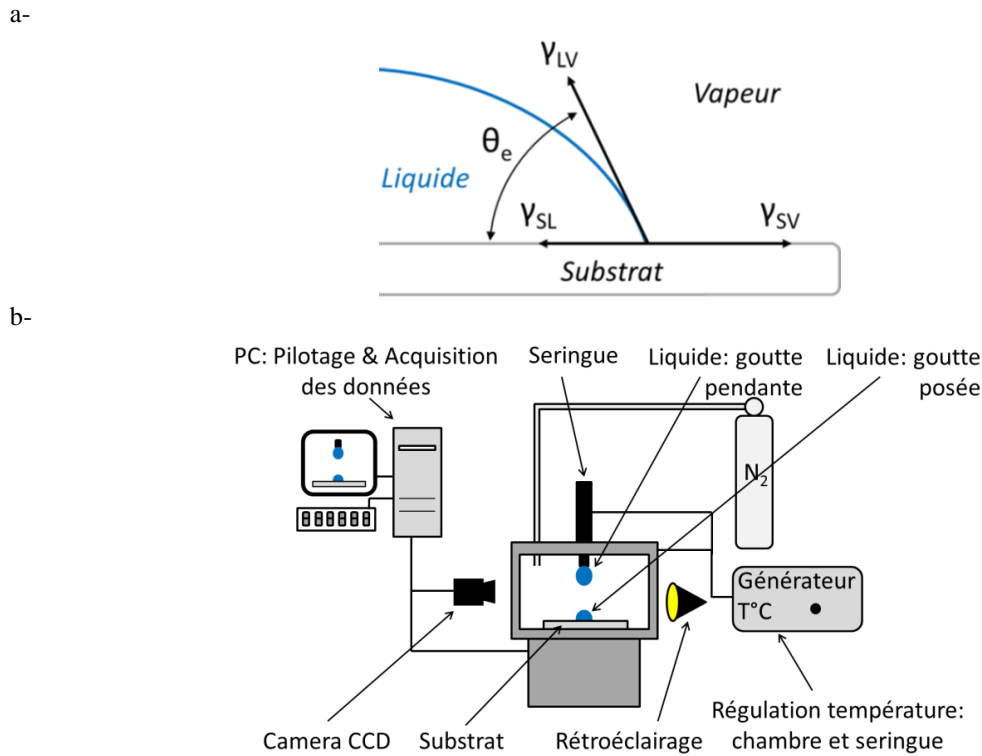 a-
γLV
Vapeur
θe
Liquide
γSL
γSV
Substrat
b-
PC: Pilotage & Acquisition
des données
Seringue
Liquide: goutte
pendante
Liquide: goutte
posée
N2
Générateur
T°C
Camera CCD
Substrat
Rétroéclairage
Régulation température:
chambre et seringue